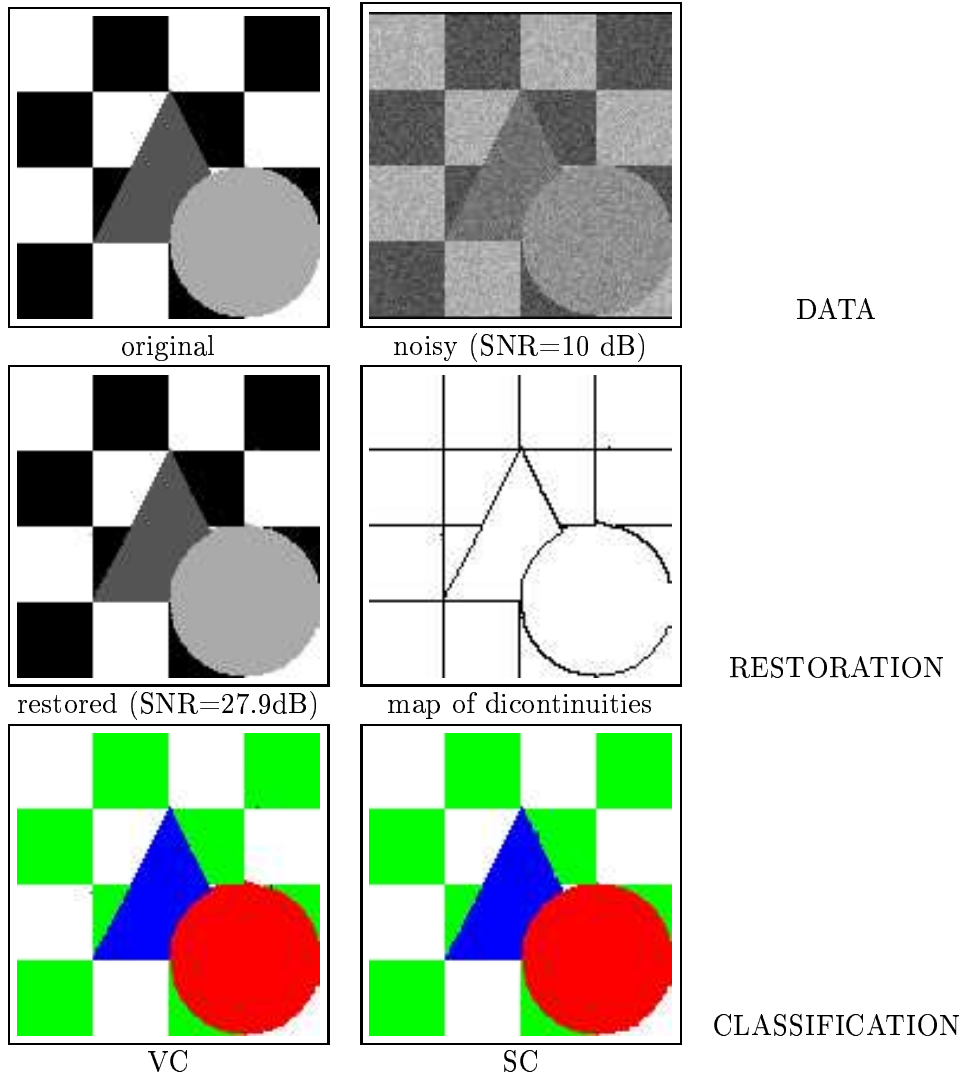 DATA
original
noisy (SNR=10 dB)
RESTORATION
restored (SNR=27.9dB)
map of dicontinuities
CLASSIFICATION
VC
SC